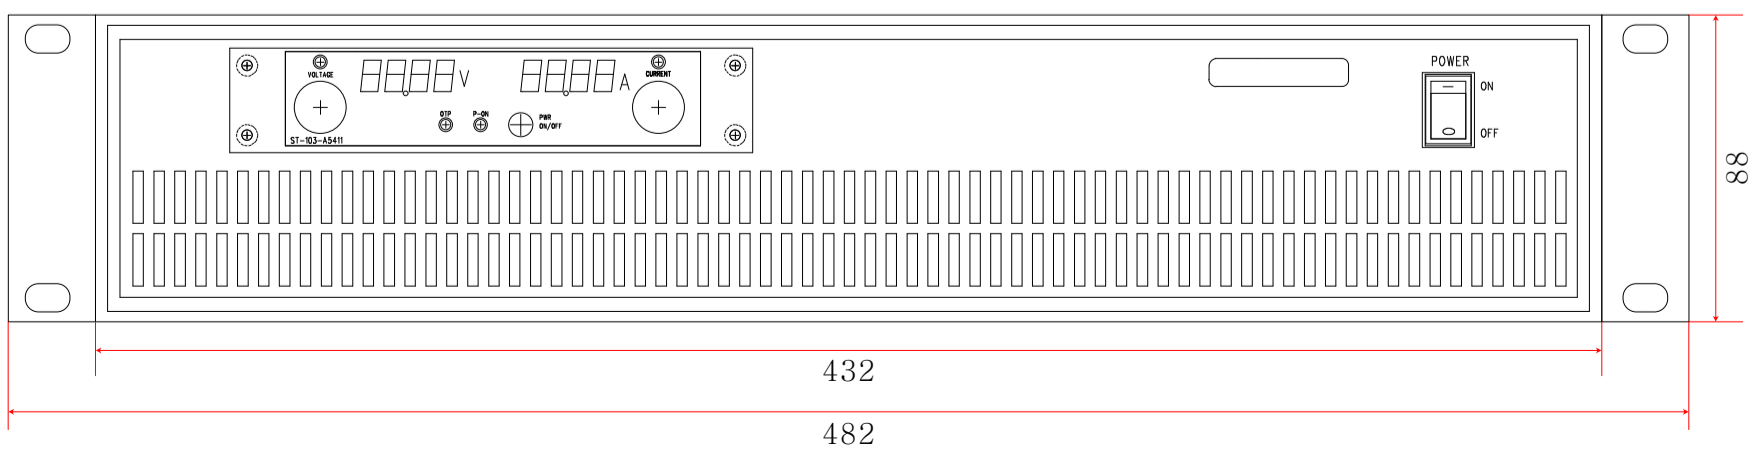 VOLTAGE
V
A
CURRENT
OTP
P-ON
PWR
ON/OFF
ST-103-A5411
POWER
ON
OFF
88
432
482